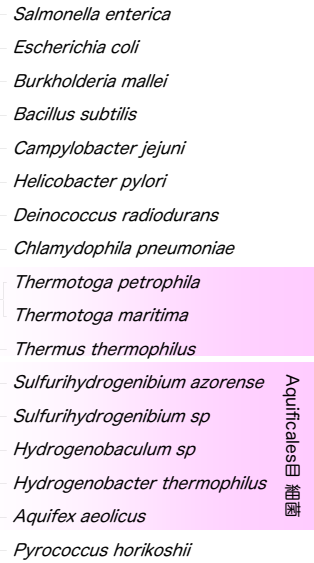 Salmonella enterica
Escherichia coli
Burkholderia mallei
Bacillus subtilis
Campylobacter jejuni
Helicobacter pylori
Deinococcus radiodurans
Chlamydophila pneumoniae
Thermotoga petrophila
Thermotoga maritima
Thermus thermophilus
Sulfurihydrogenibium azorense
Sulfurihydrogenibium sp
Hydrogenobaculum sp
Hydrogenobacter thermophilus
Aquifex aeolicus
Pyrococcus horikoshii
Aquificales目 細菌